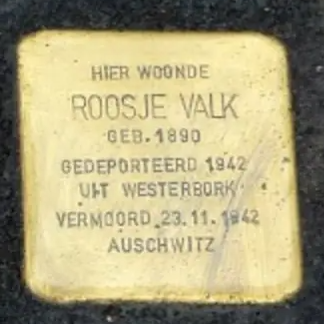 HIER WOONDE
ROOSJE VALK
GEB. 1890
GEDEPORTEERD 1942
UIT WESTERBORK
VERMOORD 23.11.1942
AUSCHWITZ